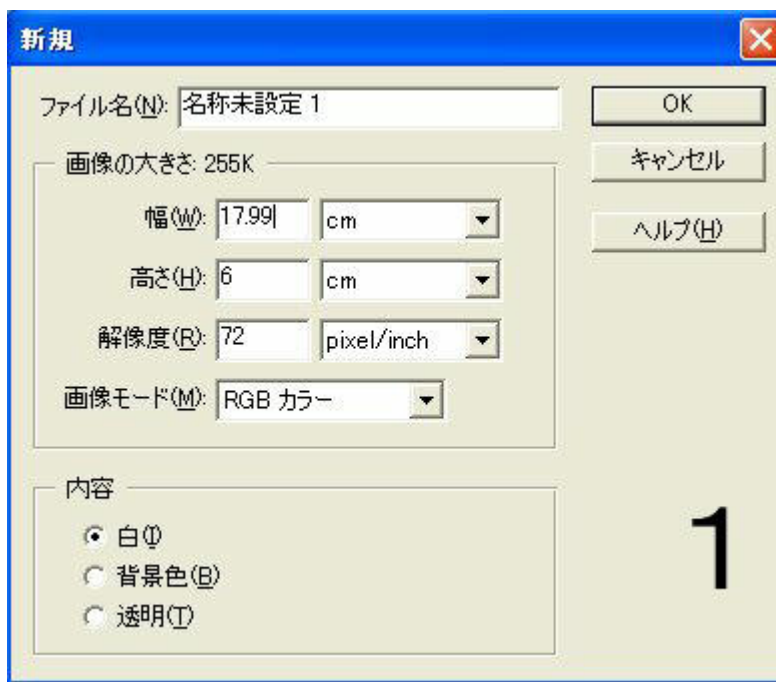 新規
ファイル名(N): 名称未設定 1
OK
画像の大きさ: 255K
キャンセル
幅(W): 17.99 cm
ヘルプ(H)
高さ(H): 6 cm
解像度(R): 72 pixel/inch
画像モード(M): RGB カラー
内容
白(I)
背景色(B)
透明(T)
1